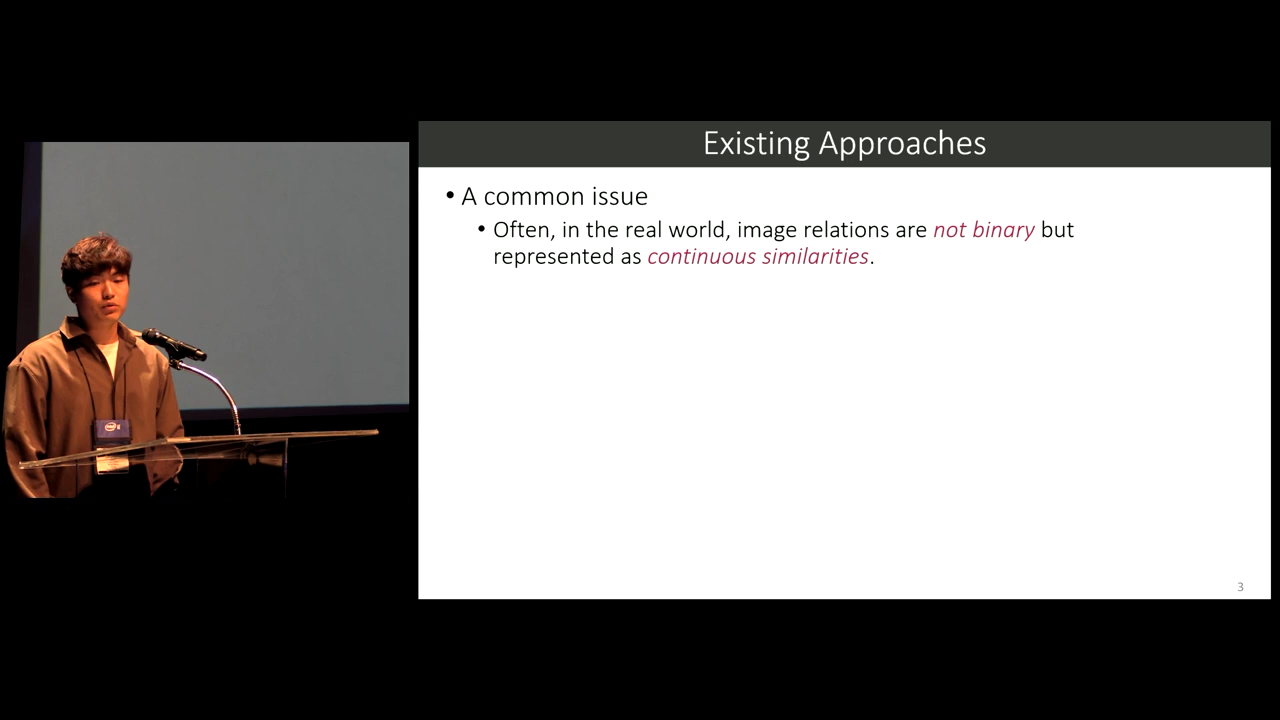 Existing Approaches
• A common issue
• Often, in the real world, image relations are not binary but
represented as continuous similarities.
3